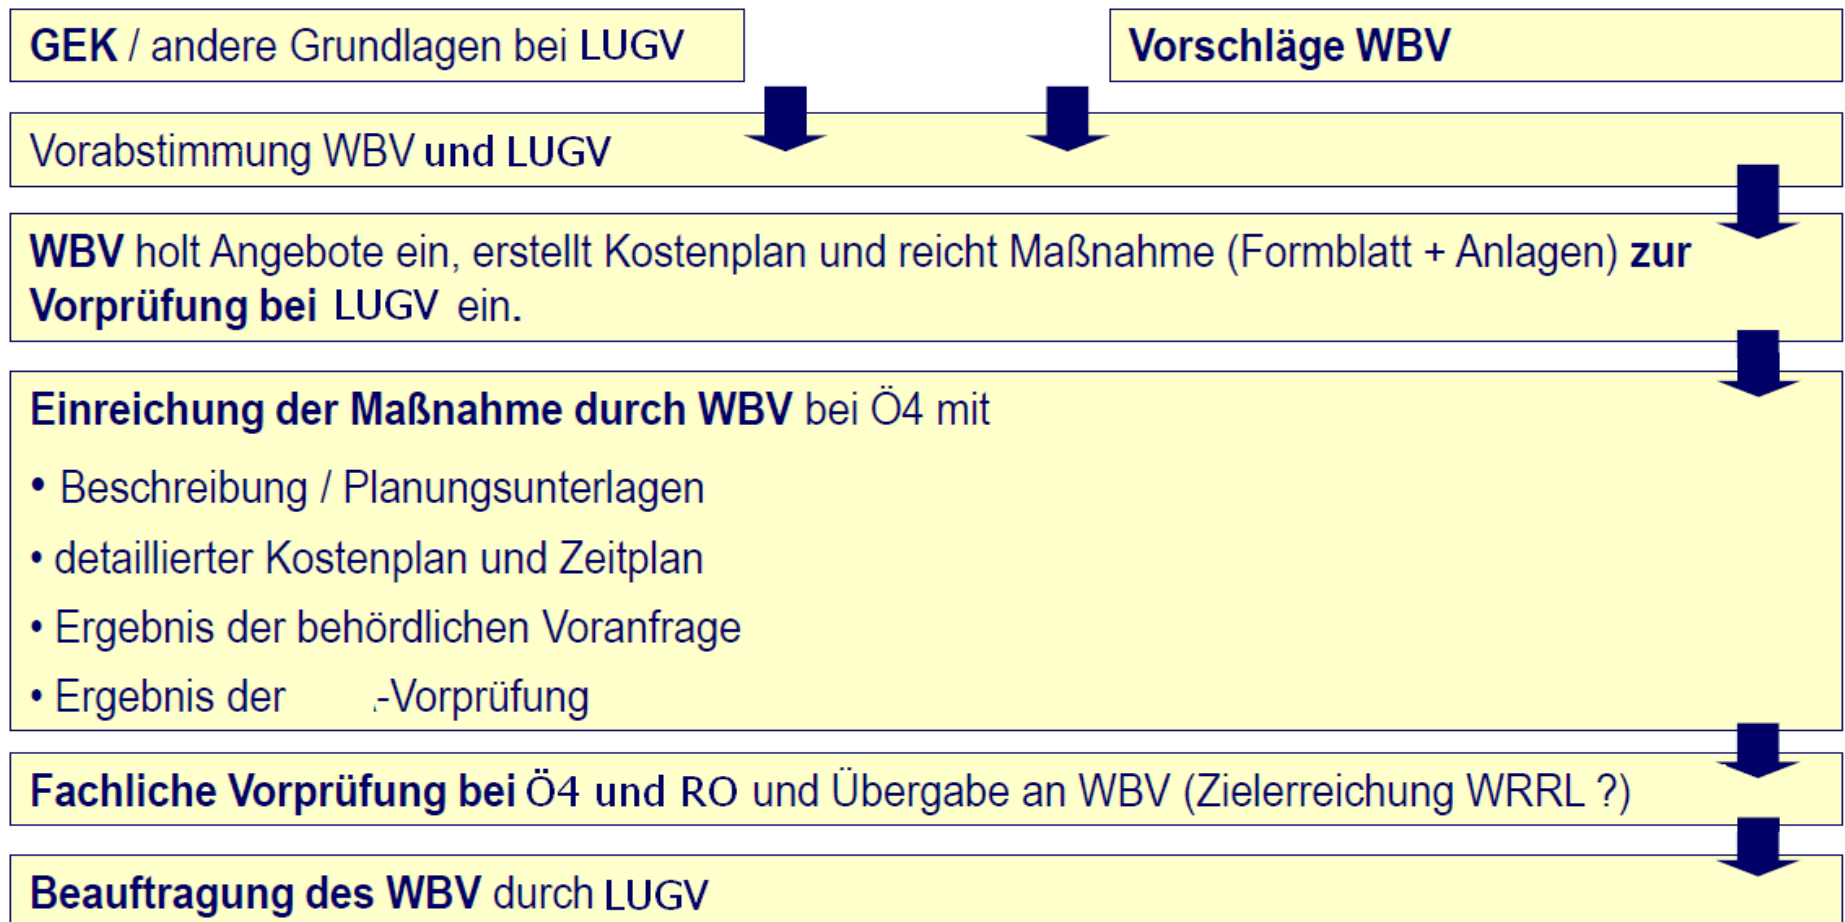 GEK / andere Grundlagen bei LUGV
Vorschläge WBV
Vorabstimmung WBV und LUGV
WBV holt Angebote ein, erstellt Kostenplan und reicht Maßnahme (Formblatt + Anlagen) zur
Vorprüfung bei LUGV ein.
Einreichung der Maßnahme durch WBV bei Ö4 mit
• Beschreibung / Planungsunterlagen
• detaillierter Kostenplan und Zeitplan
• Ergebnis der behördlichen Voranfrage
• Ergebnis der -Vorprüfung
Fachliche Vorprüfung bei Ö4 und RO und Übergabe an WBV (Zielerreichung WRRL ?)
Beauftragung des WBV durch LUGV